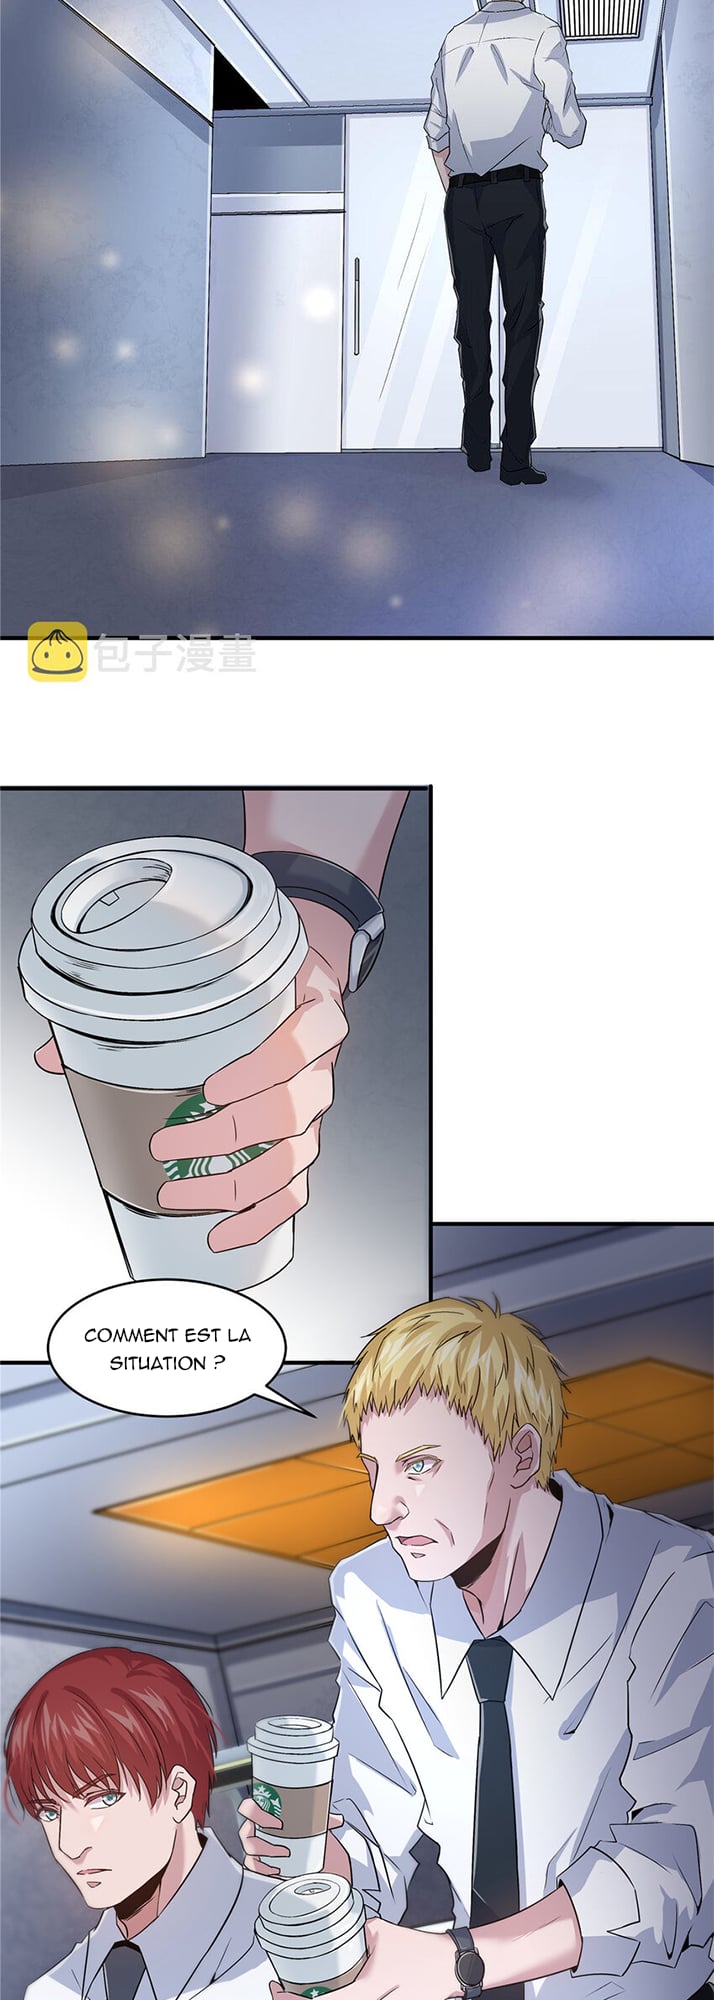 包子漫畫
COMMENT EST LA
SITUATION ?